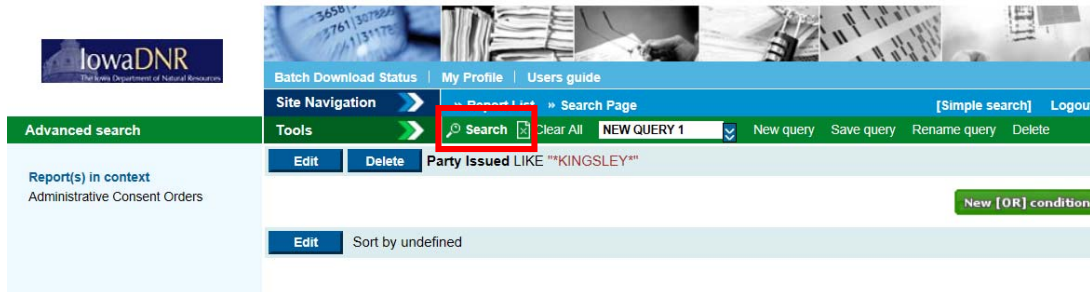 IowaDNR
The Iowa Department of Natural Resources
Batch Download Status | My Profile | Users guide
Site Navigation » Report List » Search Page [Simple search] Logout
Advanced search
Tools Search Clear All NEW QUERY 1 New query Save query Rename query Delete
Edit Delete Party Issued LIKE "*KINGSLEY*"
Report(s) in context
Administrative Consent Orders
New [OR] condition
Edit Sort by undefined